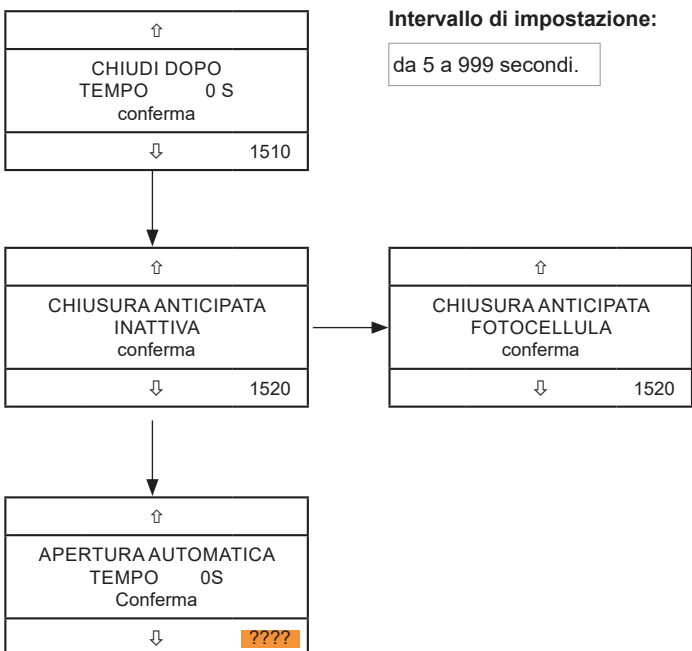 ⇧
Intervallo di impostazione:
CHIUDI DOPO
TEMPO 0 S
conferma
da 5 a 999 secondi.
⇩ 1510
⇧
CHIUSURA ANTICIPATA
INATTIVA
conferma
⇩ 1520
⇧
CHIUSURA ANTICIPATA
FOTOCELLULA
conferma
⇩ 1520
⇧
APERTURA AUTOMATICA
TEMPO 0S
Conferma
⇩ ????